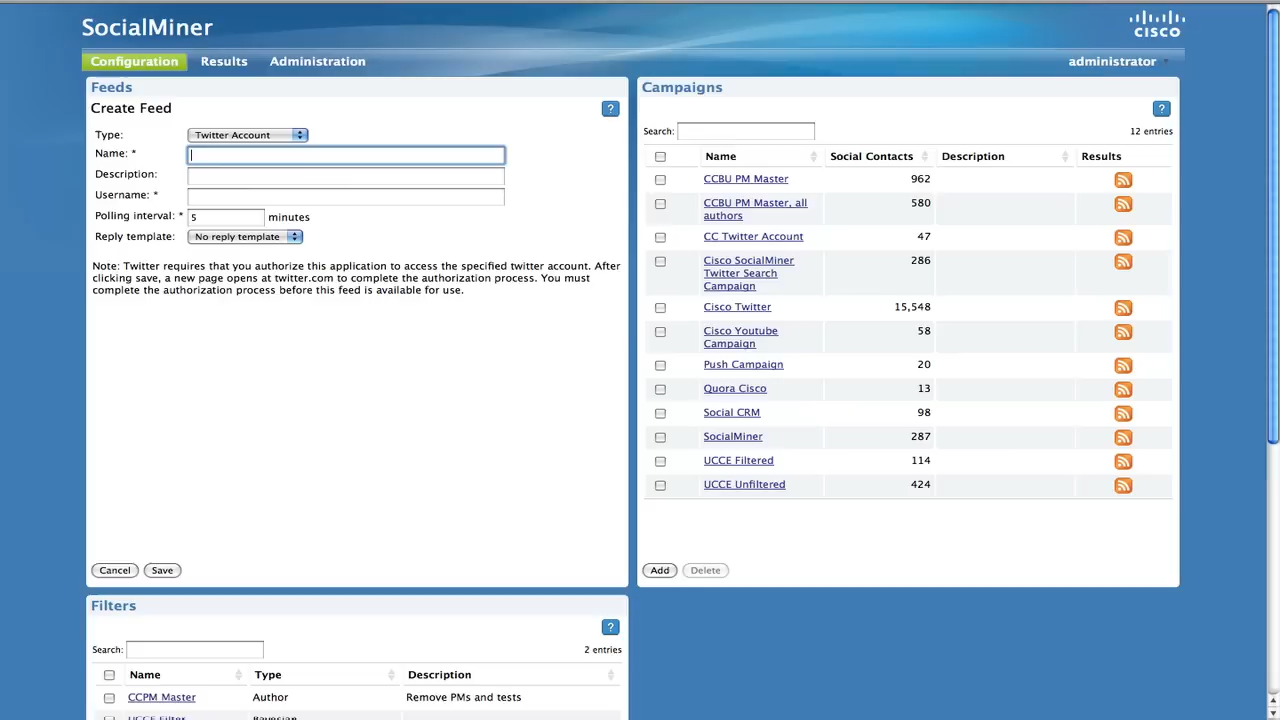 SocialMiner
CISCO
Configuration Results Administration administrator
Feeds
Create Feed
?
Type: Twitter Account
Name: *
Description:
Username: *
Polling interval: * 5 minutes
Reply template: No reply template
Note: Twitter requires that you authorize this application to access the specified twitter account. After
clicking save, a new page opens at twitter.com to complete the authorization process. You must
complete the authorization process before this feed is available for use.
Cancel Save
Campaigns
?
Search: 12 entries
Name Social Contacts Description Results
CCBU PM Master 962
CCBU PM Master, all 580
authors
CC Twitter Account 47
Cisco SocialMiner 286
Twitter Search
Campaign
Cisco Twitter 15,548
Cisco Youtube 58
Campaign
Push Campaign 20
Quora Cisco 13
Social CRM 98
SocialMiner 287
UCCE Filtered 114
UCCE Unfiltered 424
Add Delete
Filters
?
Search: 2 entries
Name Type Description
CCPM Master Author Remove PMs and tests
UCCE Filter Bayesian